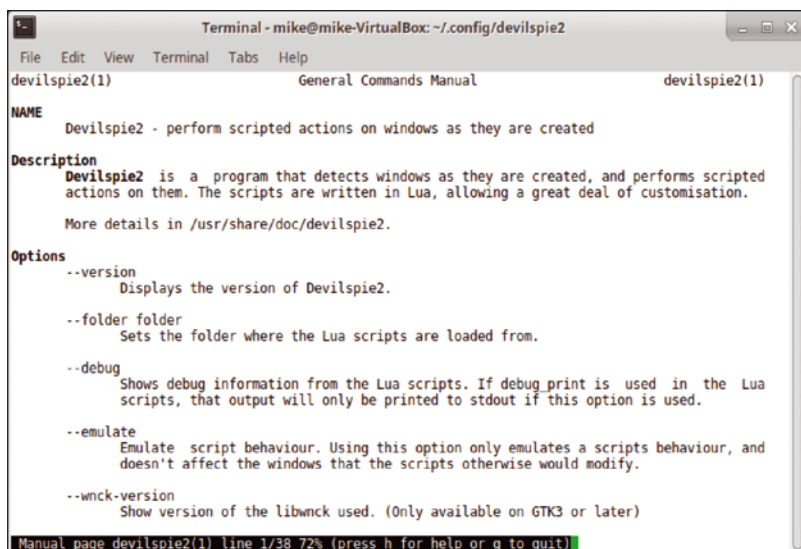 Terminal - mike@mike-VirtualBox: ~/.config/devilspie2
File Edit View Terminal Tabs Help
devilspie2(1) General Commands Manual devilspie2(1)
NAME
Devilspie2 - perform scripted actions on windows as they are created
Description
Devilspie2 is a program that detects windows as they are created, and performs scripted
actions on them. The scripts are written in Lua, allowing a great deal of customisation.
More details in /usr/share/doc/devilspie2.
Options
--version
Displays the version of Devilspie2.
--folder folder
Sets the folder where the Lua scripts are loaded from.
--debug
Shows debug information from the Lua scripts. If debug_print is used in the Lua
scripts, that output will only be printed to stdout if this option is used.
--emulate
Emulate script behaviour. Using this option only emulates a scripts behaviour, and
doesn't affect the windows that the scripts otherwise would modify.
--wnck-version
Show version of the libwnck used. (Only available on GTK3 or later)
Manual page devilspie2(1) line 1/38 72% (press h for help or q to quit)